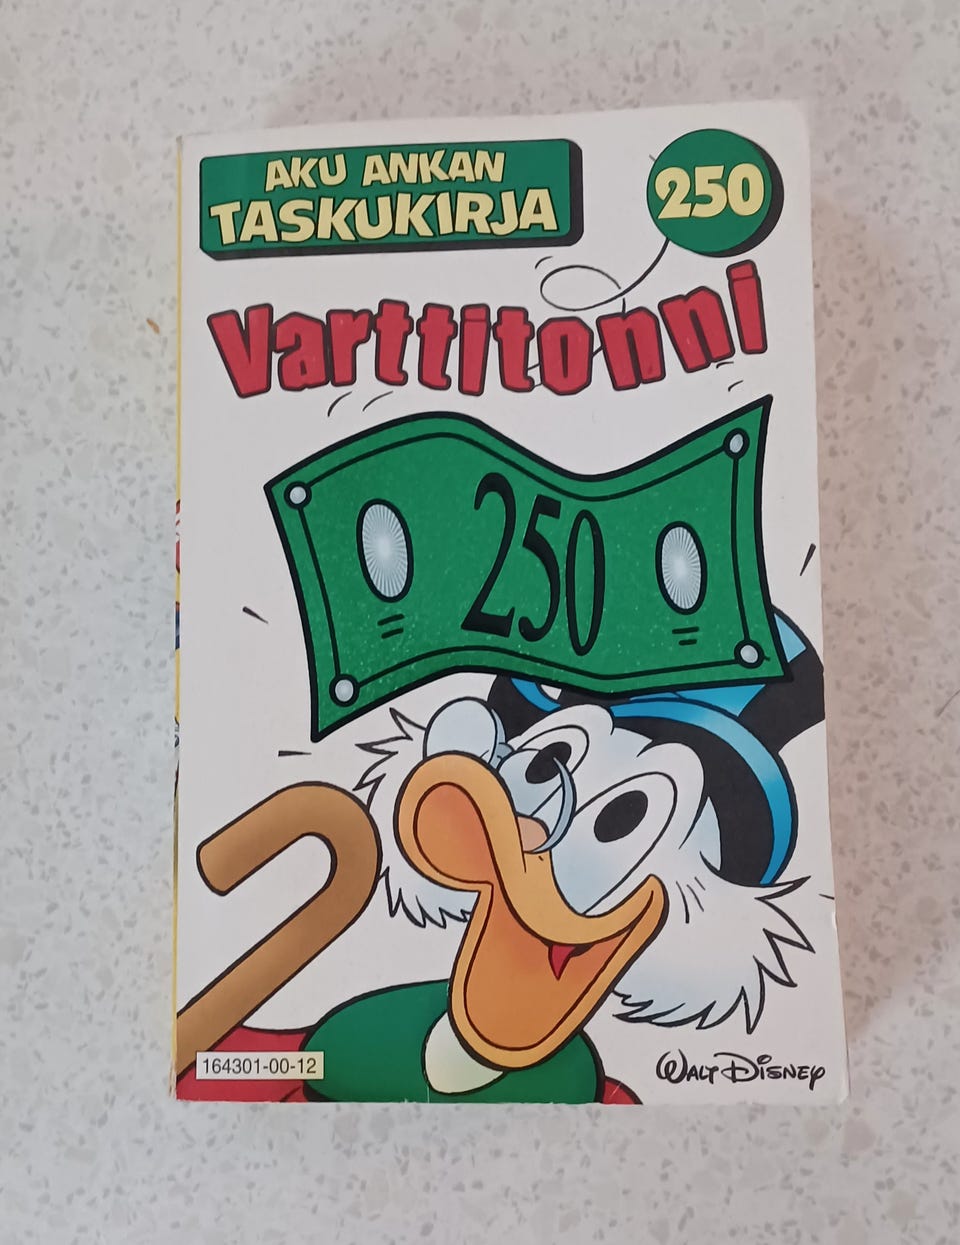 AKU ANKAN
TASKUKIRJA
250
Varttitonni
250
164301-00-12
WALT DISNEY